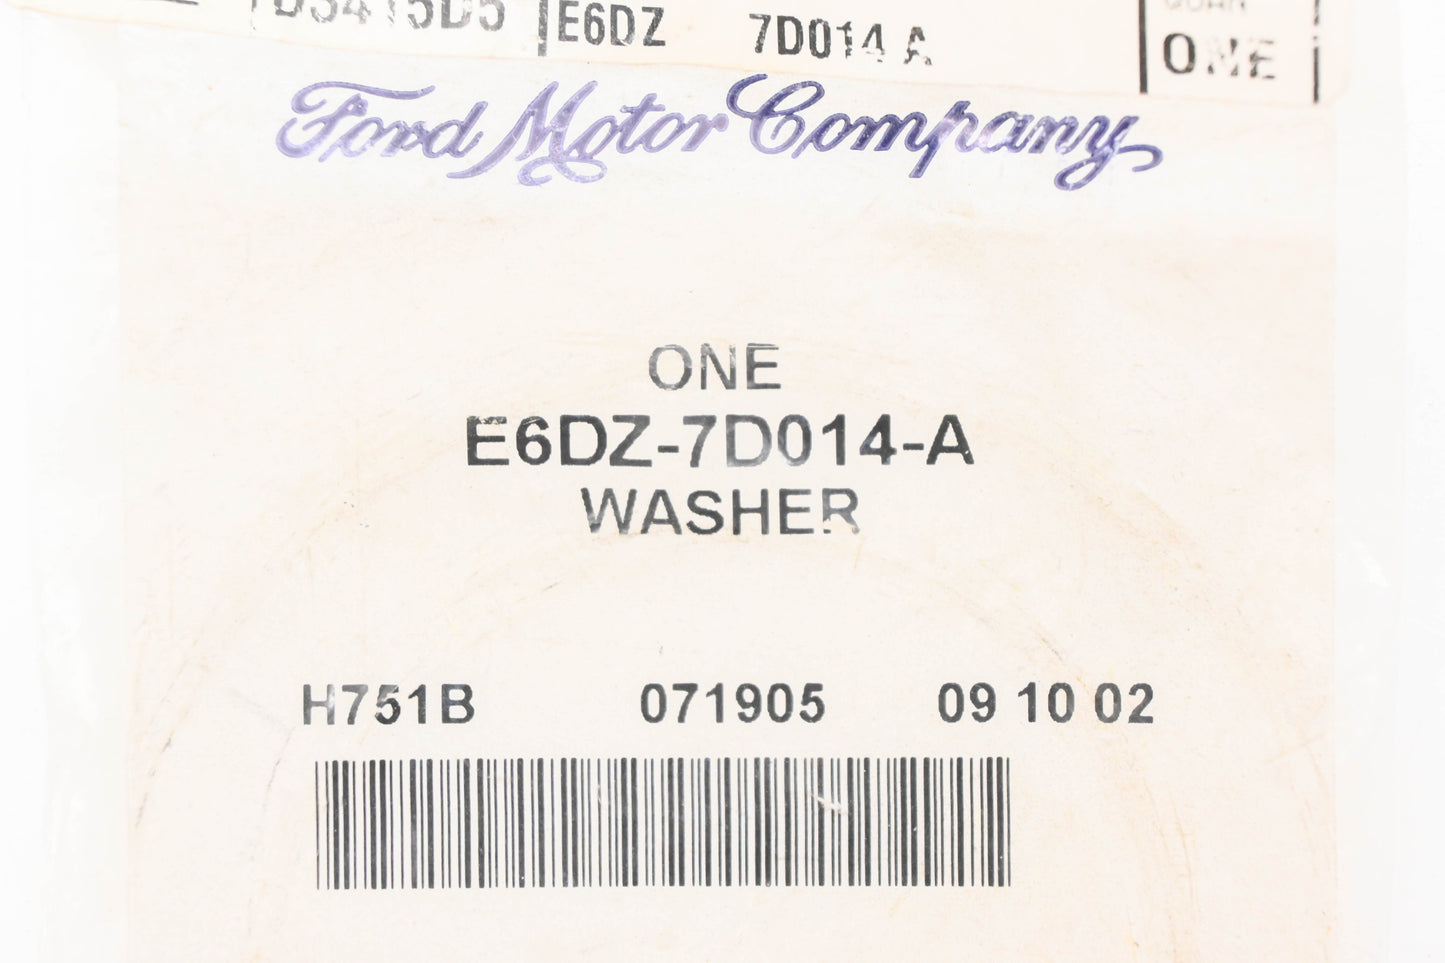 E6DZ 7D014 A
ONE
Ford Motor Company
ONE
E6DZ-7D014-A
WASHER
H751B 071905 09 10 02